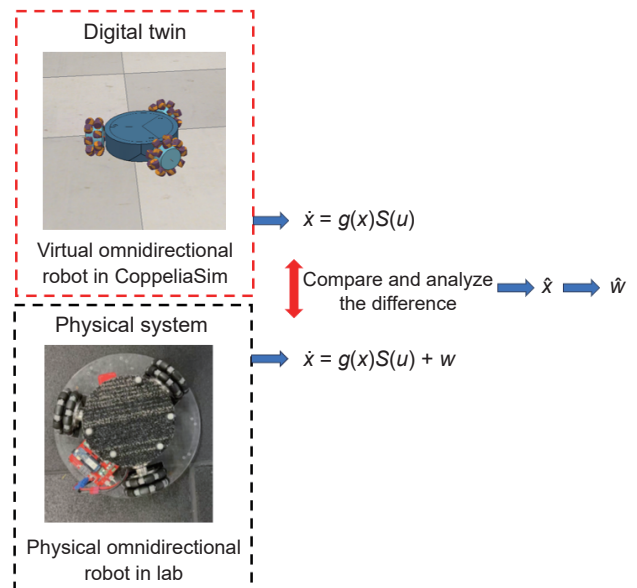 Digital twin
Virtual omnidirectional
robot in CoppeliaSim
ẋ = g(x)S(u)
Compare and analyze
the difference
x̂
ŵ
Physical system
ẋ = g(x)S(u) + w
Physical omnidirectional
robot in lab